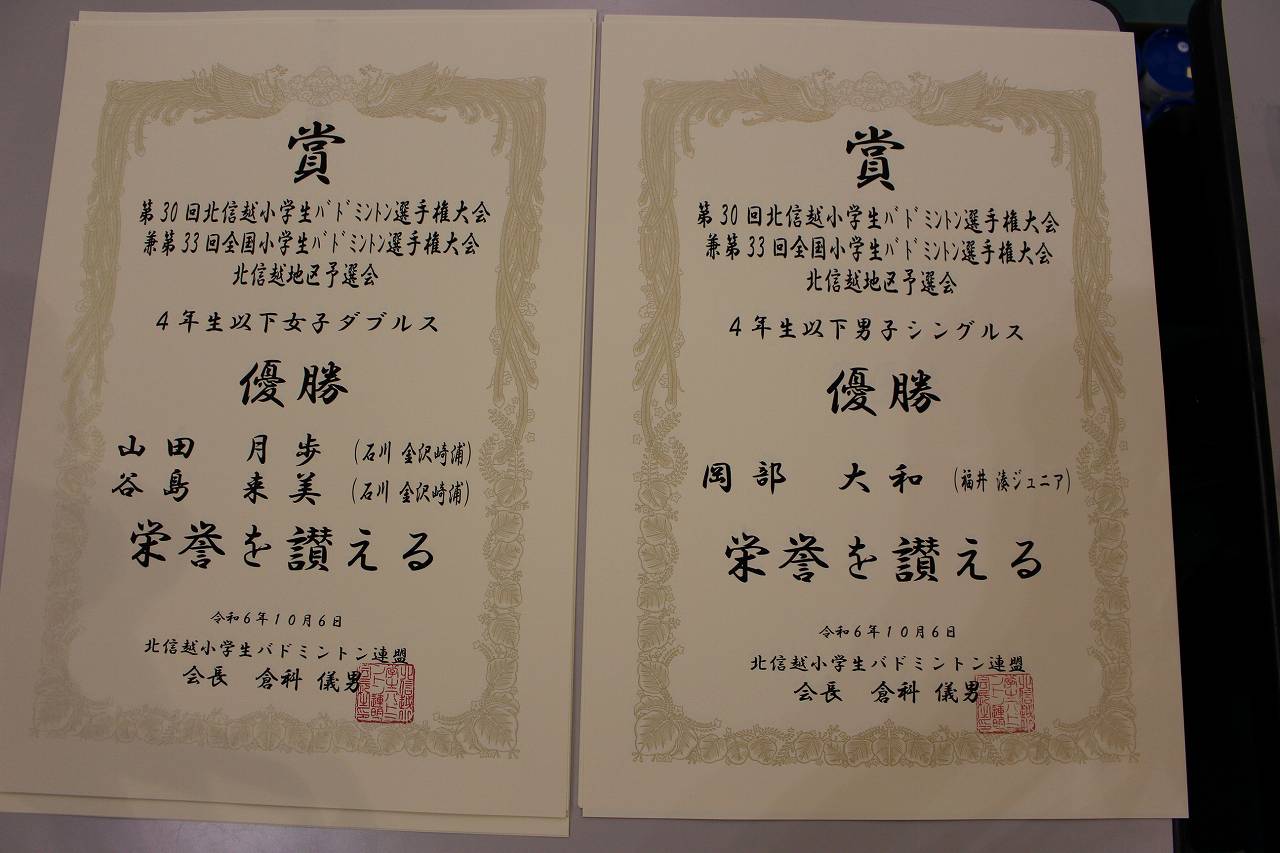 賞
第30回北信越小学生ﾊﾞﾄﾞﾐﾝﾄﾝ選手権大会
兼第33回全国小学生ﾊﾞﾄﾞﾐﾝﾄﾝ選手権大会
北信越地区予選会
4年生以下女子ダブルス
優勝
山田 月歩 (石川 金沢崎浦)
谷島 来美 (石川 金沢崎浦)
栄誉を讃える
令和6年10月6日
北信越小学生バドミントン連盟
会長 倉科 儀男
賞
第30回北信越小学生ﾊﾞﾄﾞﾐﾝﾄﾝ選手権大会
兼第33回全国小学生ﾊﾞﾄﾞﾐﾝﾄﾝ選手権大会
北信越地区予選会
4年生以下男子シングルス
優勝
岡部 大和 (福井 湊ジュニア)
栄誉を讃える
令和6年10月6日
北信越小学生バドミントン連盟
会長 倉科 儀男